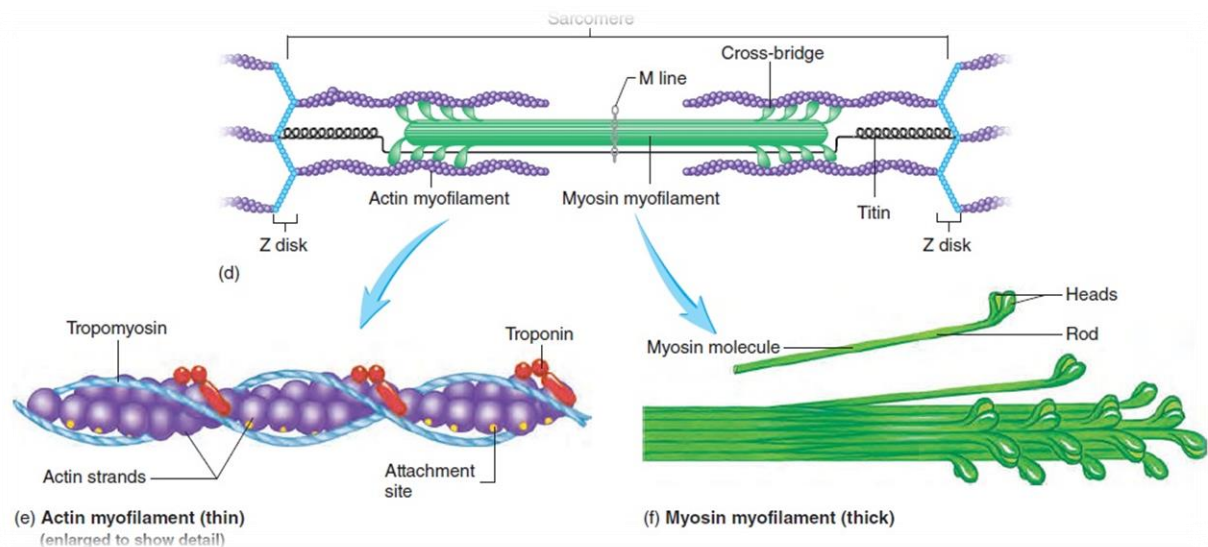 Sarcomere
Cross-bridge
M line
Actin myofilament
Myosin myofilament
Titin
Z disk
Z disk
(d)
Tropomyosin
Troponin
Heads
Rod
Myosin molecule
Actin strands
Attachment
site
(e) Actin myofilament (thin)
(enlarged to show detail)
(f) Myosin myofilament (thick)